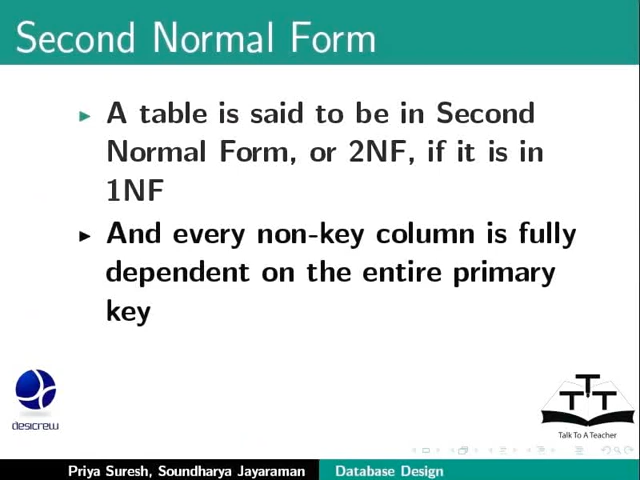 Second Normal Form
A table is said to be in Second
Normal Form, or 2NF, if it is in
1NF
And every non-key column is fully
dependent on the entire primary
key
desicrew
TTT
Talk To A Teacher
Priya Suresh, Soundharya Jayaraman Database Design